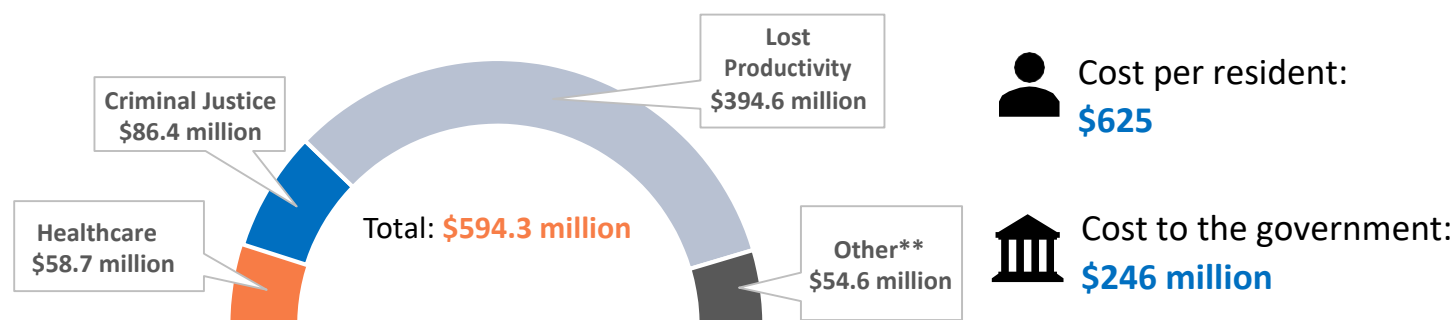 Lost
Productivity
$394.6 million
Criminal Justice
$86.4 million
Healthcare
$58.7 million
Total: $594.3 million
Other**
$54.6 million
Cost per resident:
$625
Cost to the government:
$246 million